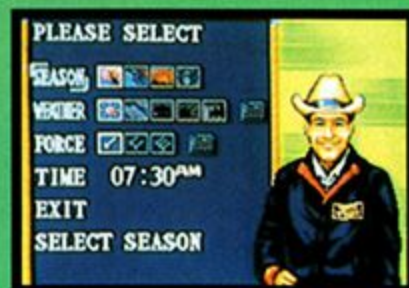 PLEASE SELECT
SEASON
WEATHER
FORCE
TIME 07:30AM
EXIT
SELECT SEASON